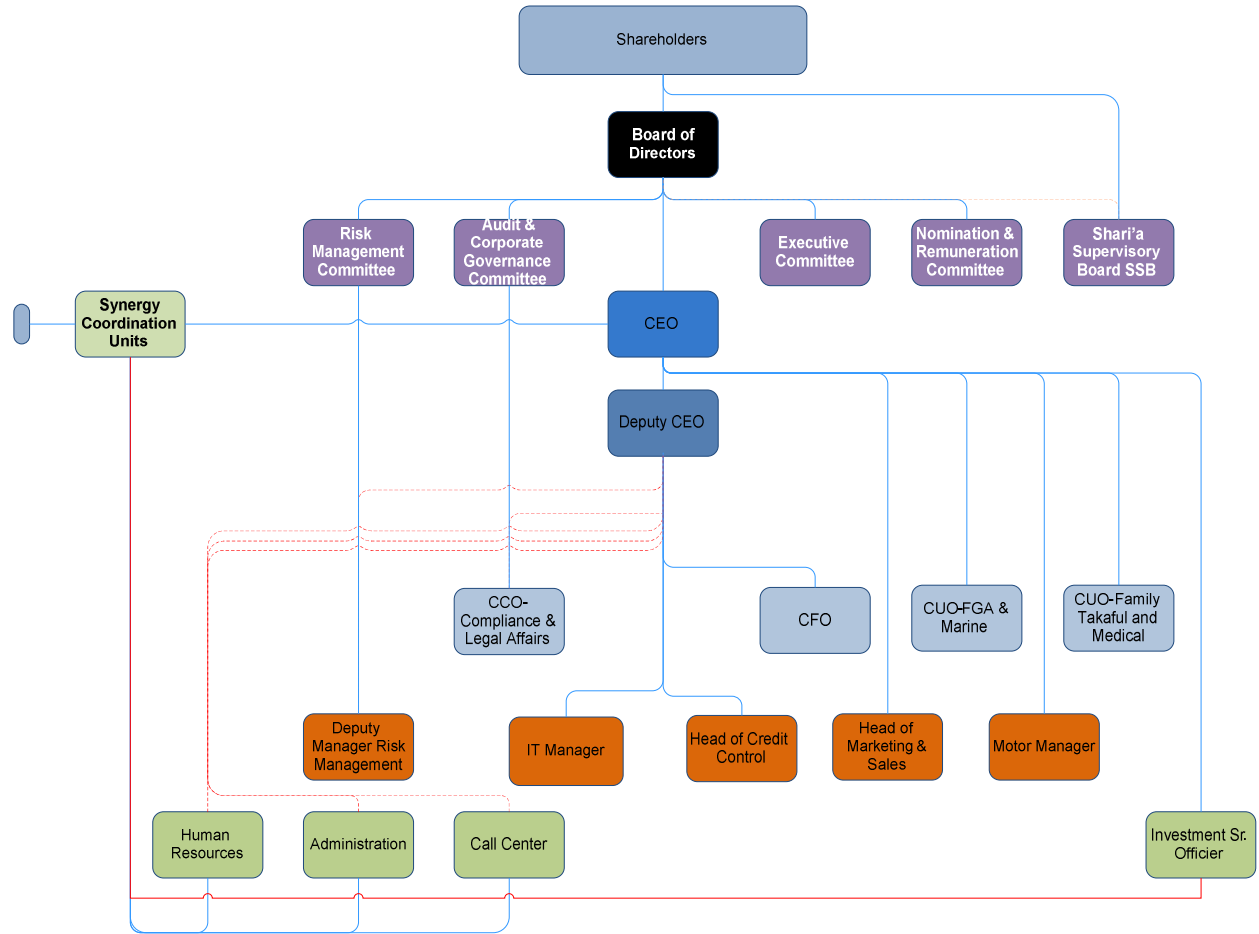 Shareholders
Board of
Directors
Risk
Management
Committee
Audit &
Corporate
Governance
Committee
Executive
Committee
Nomination &
Remuneration
Committee
Shari'a
Supervisory
Board SSB
Synergy
Coordination
Units
CEO
Deputy CEO
CCO-
Compliance &
Legal Affairs
CFO
CUO-FGA &
Marine
CUO-Family
Takaful and
Medical
Deputy
Manager Risk
Management
IT Manager
Head of Credit
Control
Head of
Marketing &
Sales
Motor Manager
Human
Resources
Administration
Call Center
Investment Sr.
Officier